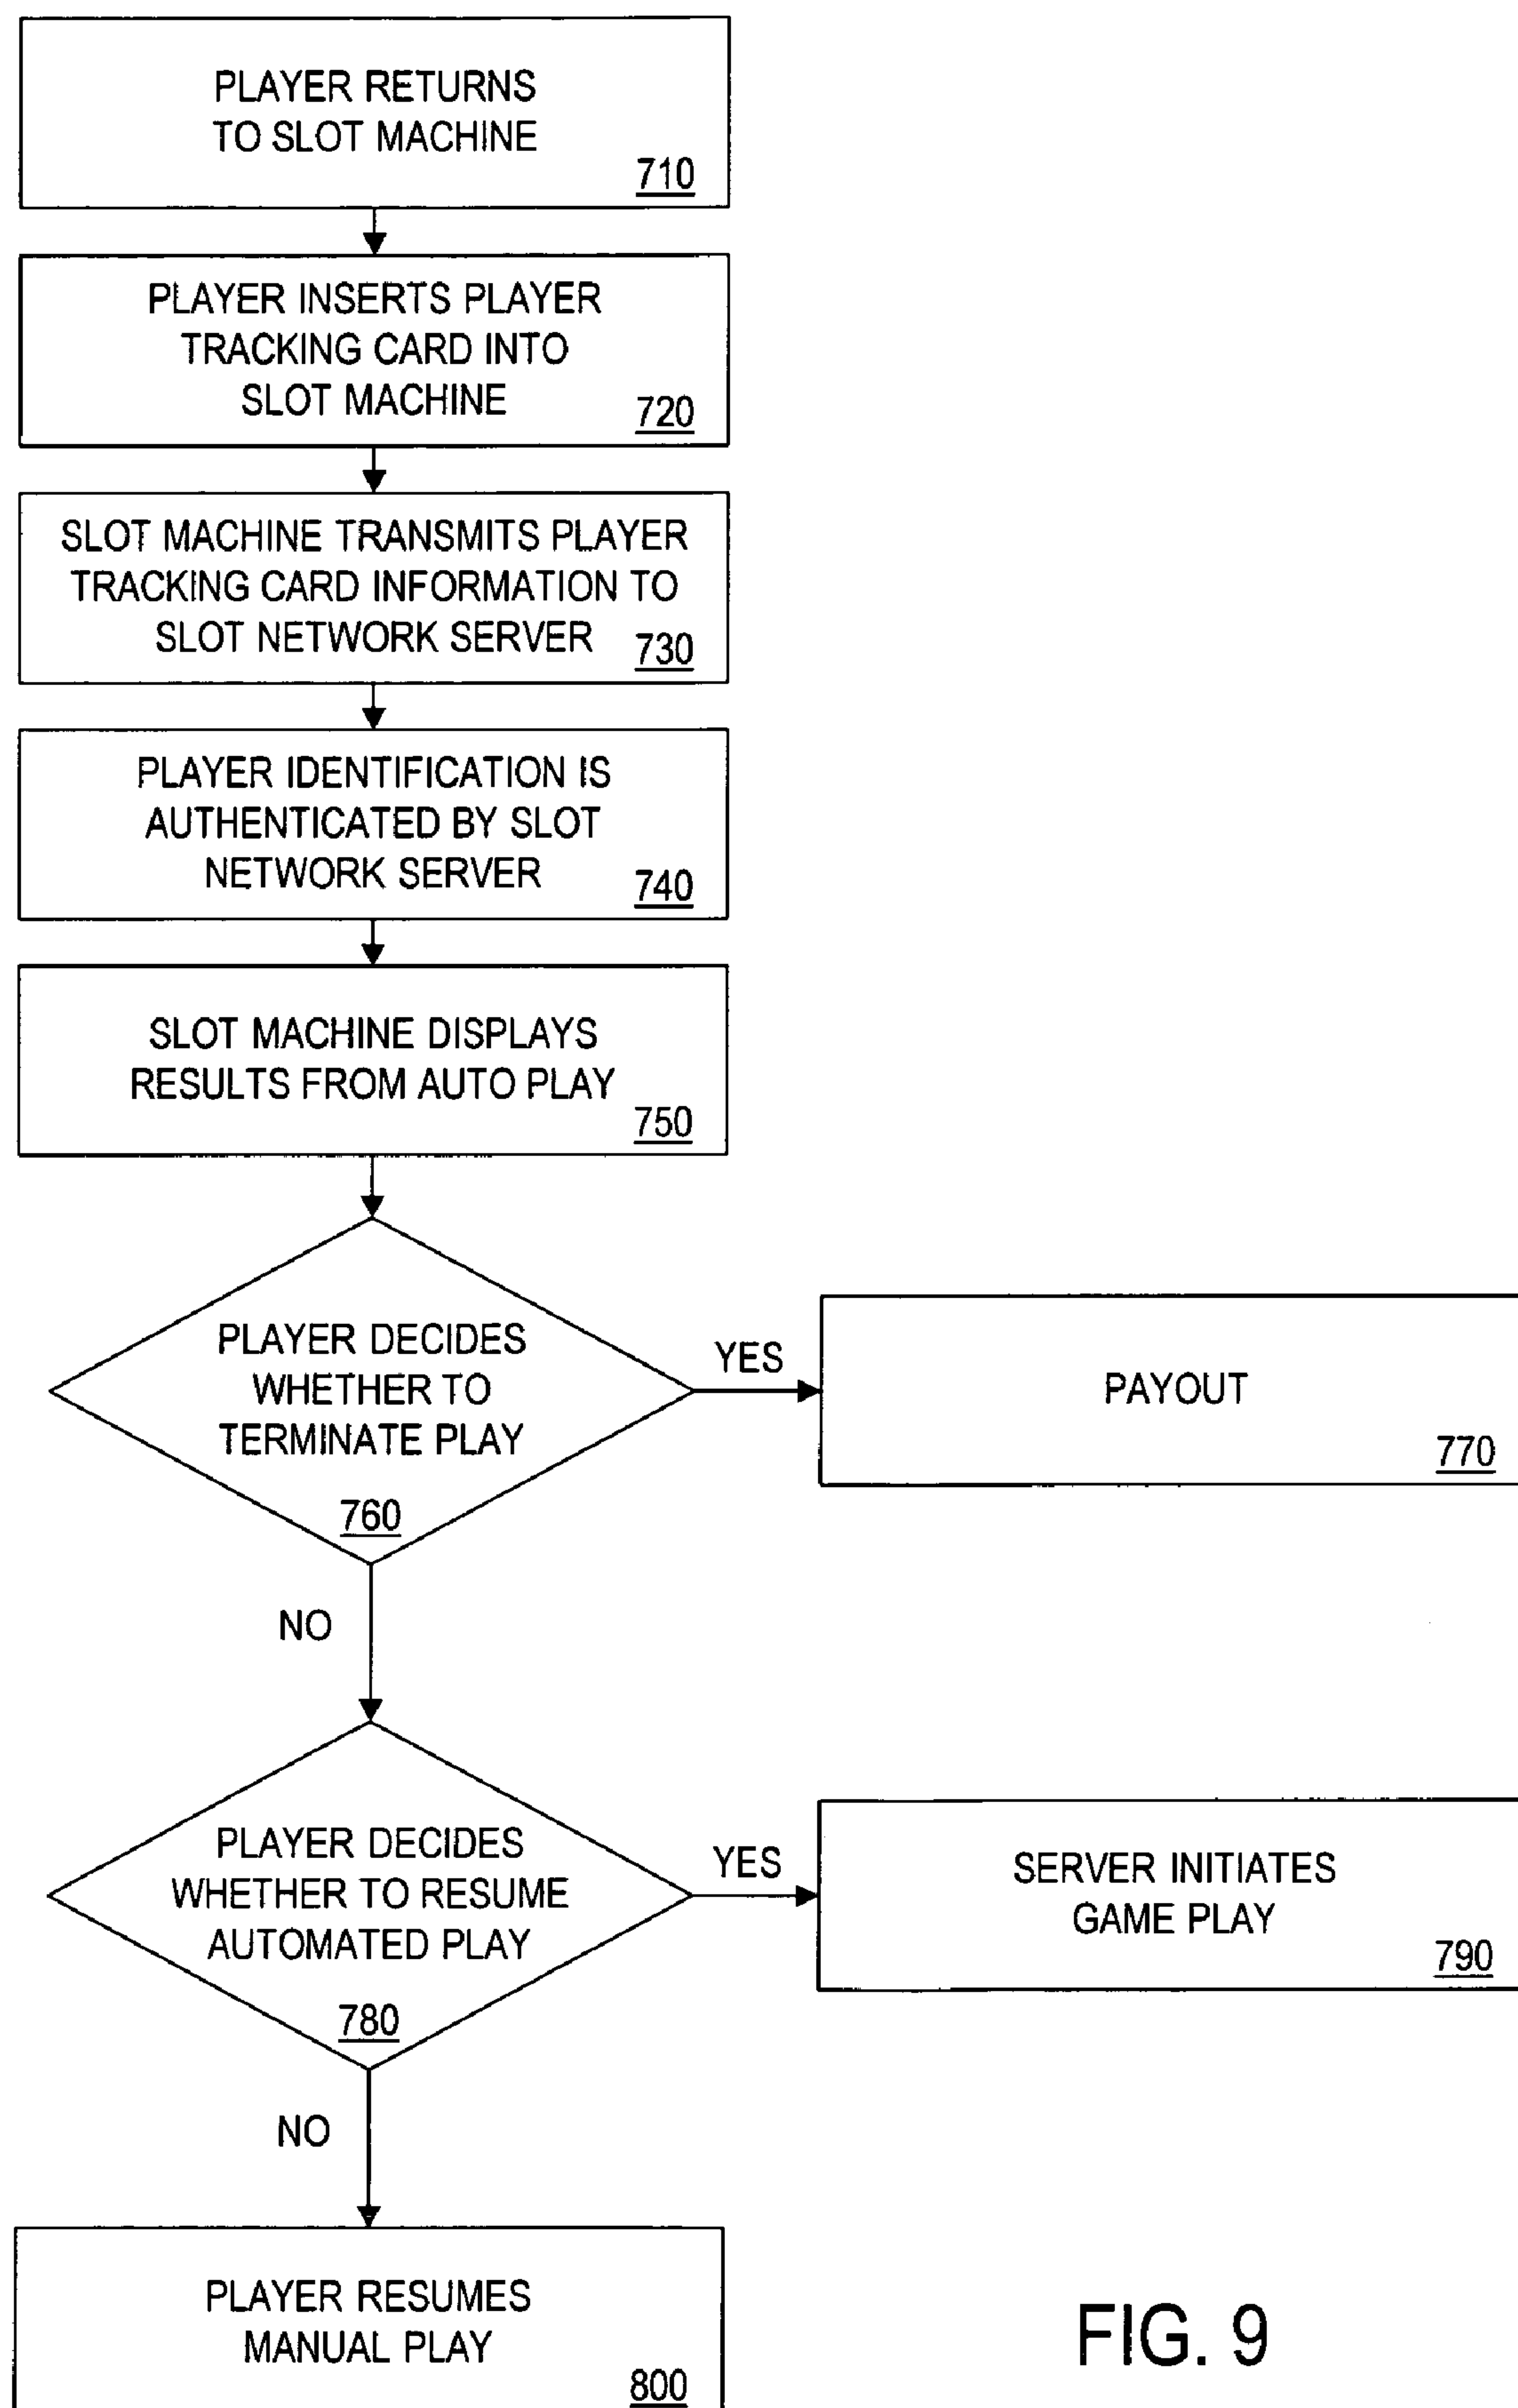 PLAYER RETURNS
TO SLOT MACHINE
710
PLAYER INSERTS PLAYER
TRACKING CARD INTO
SLOT MACHINE
720
SLOT MACHINE TRANSMITS PLAYER
TRACKING CARD INFORMATION TO
SLOT NETWORK SERVER
730
PLAYER IDENTIFICATION IS
AUTHENTICATED BY SLOT
NETWORK SERVER
740
SLOT MACHINE DISPLAYS
RESULTS FROM AUTO PLAY
750
PLAYER DECIDES
WHETHER TO
TERMINATE PLAY
760
YES
PAYOUT
770
NO
PLAYER DECIDES
WHETHER TO RESUME
AUTOMATED PLAY
780
YES
SERVER INITIATES
GAME PLAY
790
NO
PLAYER RESUMES
MANUAL PLAY
800
FIG. 9